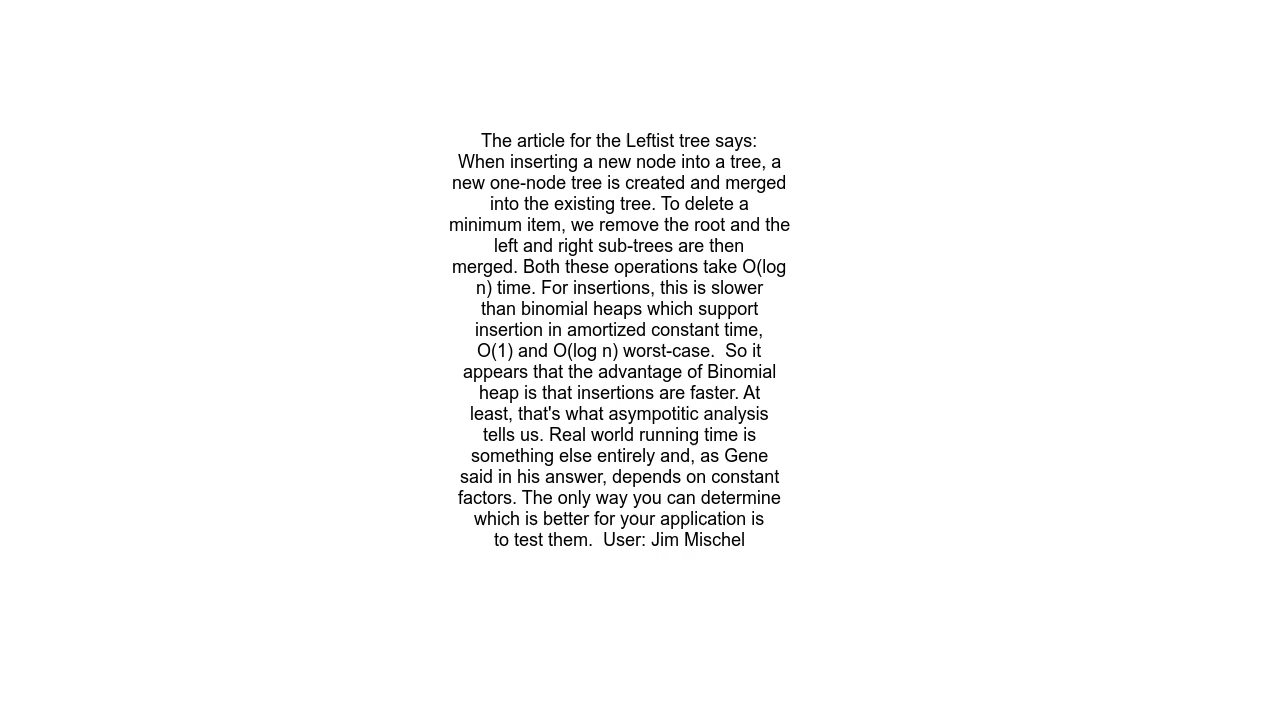 The article for the Leftist tree says:
When inserting a new node into a tree, a
new one-node tree is created and merged
into the existing tree. To delete a
minimum item, we remove the root and the
left and right sub-trees are then
merged. Both these operations take O(log
n) time. For insertions, this is slower
than binomial heaps which support
insertion in amortized constant time,
O(1) and O(log n) worst-case.  So it
appears that the advantage of Binomial
heap is that insertions are faster. At
least, that's what asympotitic analysis
tells us. Real world running time is
something else entirely and, as Gene
said in his answer, depends on constant
factors. The only way you can determine
which is better for your application is
to test them.  User: Jim Mischel